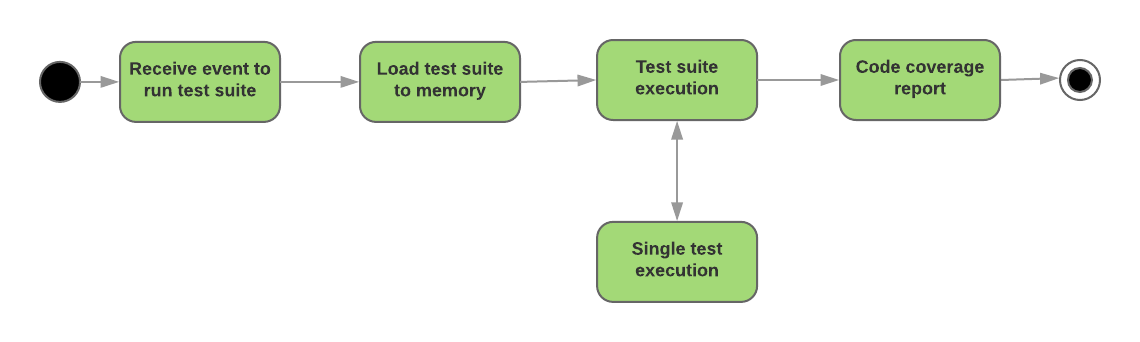 Receive event to
run test suite
Load test suite
to memory
Test suite
execution
Code coverage
report
Single test
execution